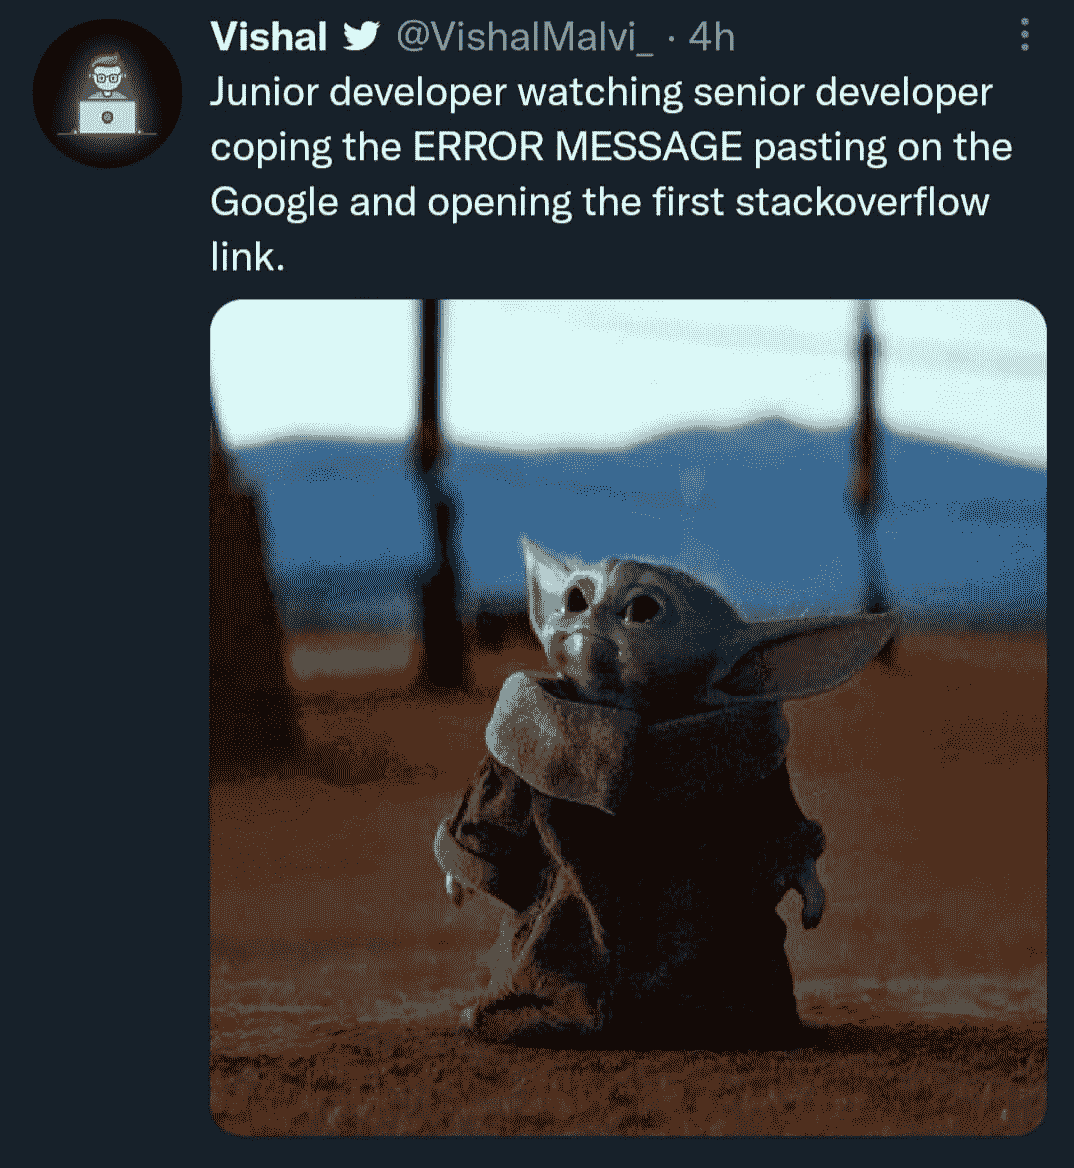 Vishal @VishalMalvi_ · 4h
Junior developer watching senior developer
coping the ERROR MESSAGE pasting on the
Google and opening the first stackoverflow
link.